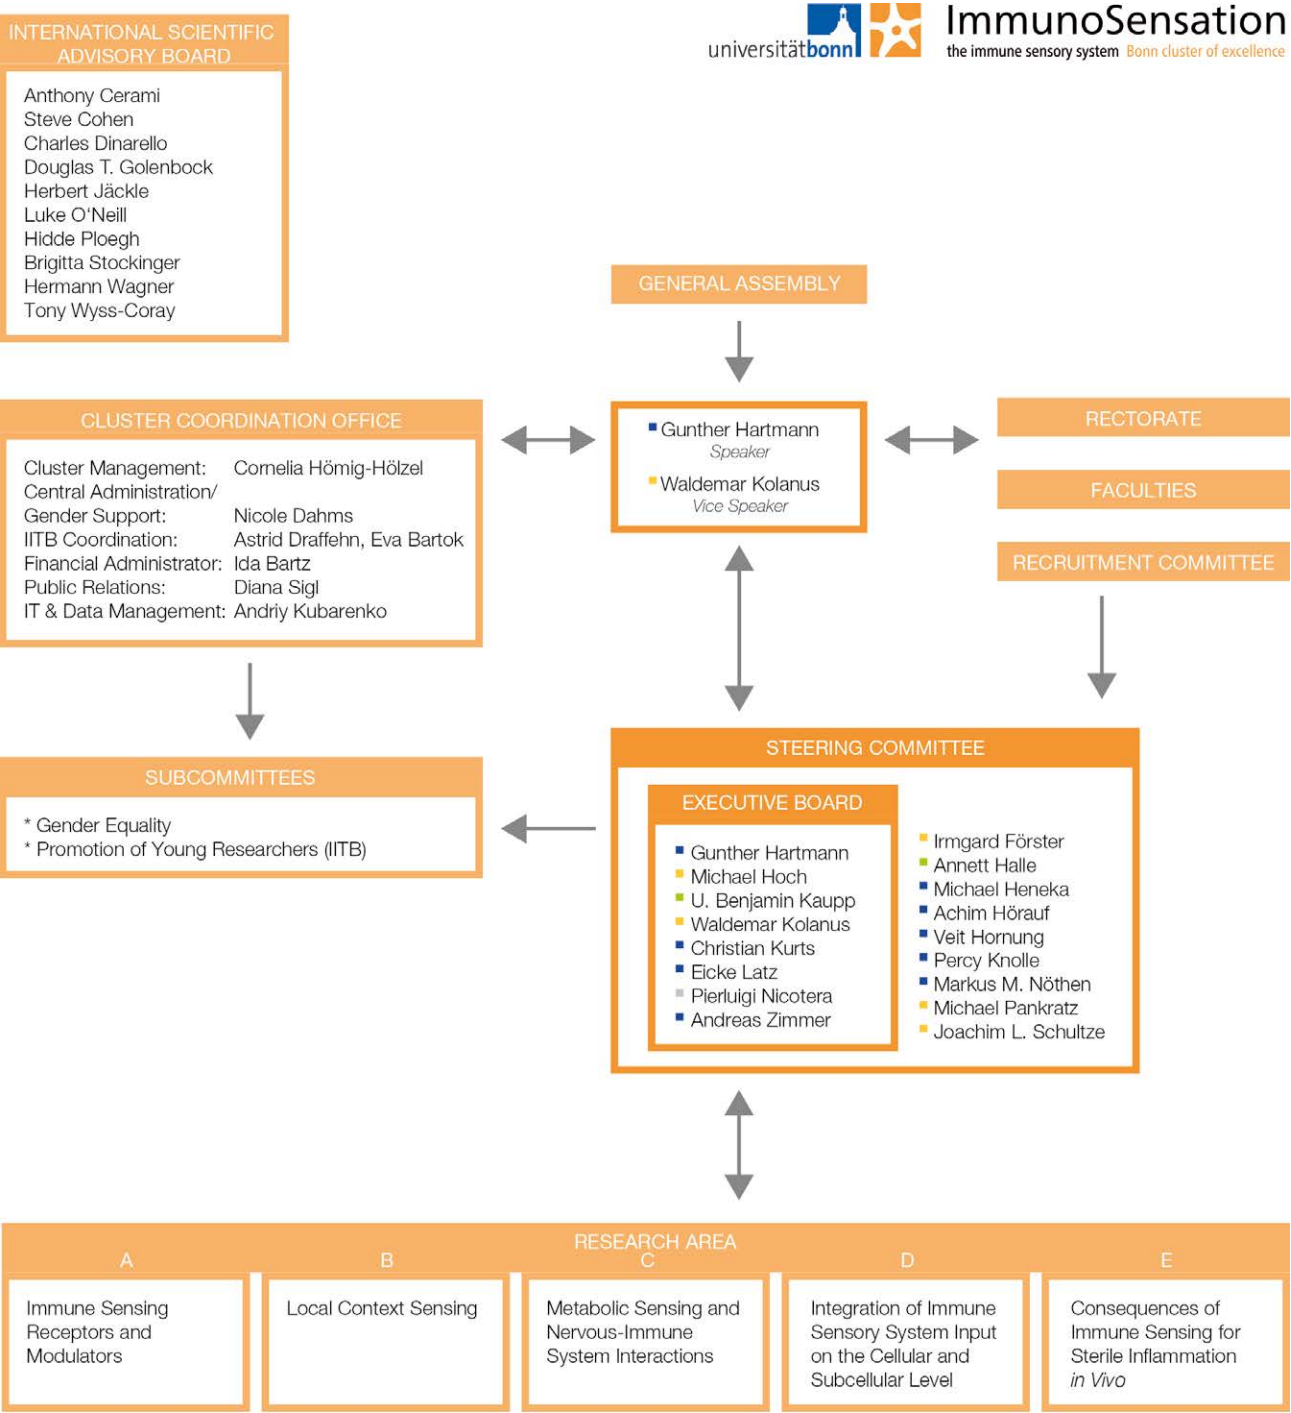 INTERNATIONAL SCIENTIFIC
ADVISORY BOARD
Anthony Cerami
Steve Cohen
Charles Dinarello
Douglas T. Golenbock
Herbert Jäckle
Luke O‘Neill
Hidde Ploegh
Brigitta Stockinger
Hermann Wagner
Tony Wyss-Coray
universitätbonn
ImmunoSensation
the immune sensory system Bonn cluster of excellence
GENERAL ASSEMBLY
CLUSTER COORDINATION OFFICE
Cluster Management: Cornelia Hömig-Hölzel
Central Administration/
Gender Support: Nicole Dahms
IITB Coordination: Astrid Draffehn, Eva Bartok
Financial Administrator: Ida Bartz
Public Relations: Diana Sigl
IT & Data Management: Andriy Kubarenko
Gunther Hartmann
Speaker
Waldemar Kolanus
Vice Speaker
RECTORATE
FACULTIES
RECRUITMENT COMMITTEE
SUBCOMMITTEES
* Gender Equality
* Promotion of Young Researchers (IITB)
STEERING COMMITTEE
EXECUTIVE BOARD
Gunther Hartmann
Michael Hoch
U. Benjamin Kaupp
Waldemar Kolanus
Christian Kurts
Eicke Latz
Pierluigi Nicotera
Andreas Zimmer
Irmgard Förster
Annett Halle
Michael Heneka
Achim Hörauf
Veit Hornung
Percy Knolle
Markus M. Nöthen
Michael Pankratz
Joachim L. Schultze
RESEARCH AREA
A
Immune Sensing
Receptors and
Modulators
B
Local Context Sensing
C
Metabolic Sensing and
Nervous-Immune
System Interactions
D
Integration of Immune
Sensory System Input
on the Cellular and
Subcellular Level
E
Consequences of
Immune Sensing for
Sterile Inflammation
in Vivo